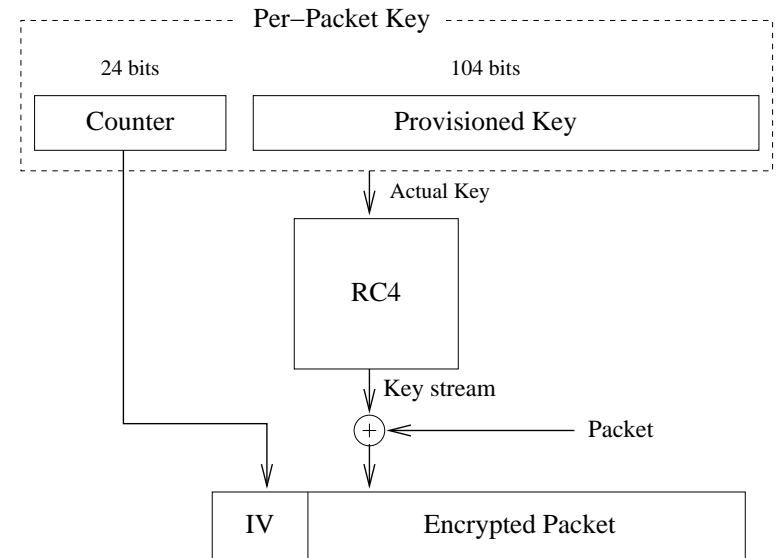 Per−Packet Key
24 bits
104 bits
Counter
Provisioned Key
Actual Key
RC4
Key stream
+
Packet
IV
Encrypted Packet